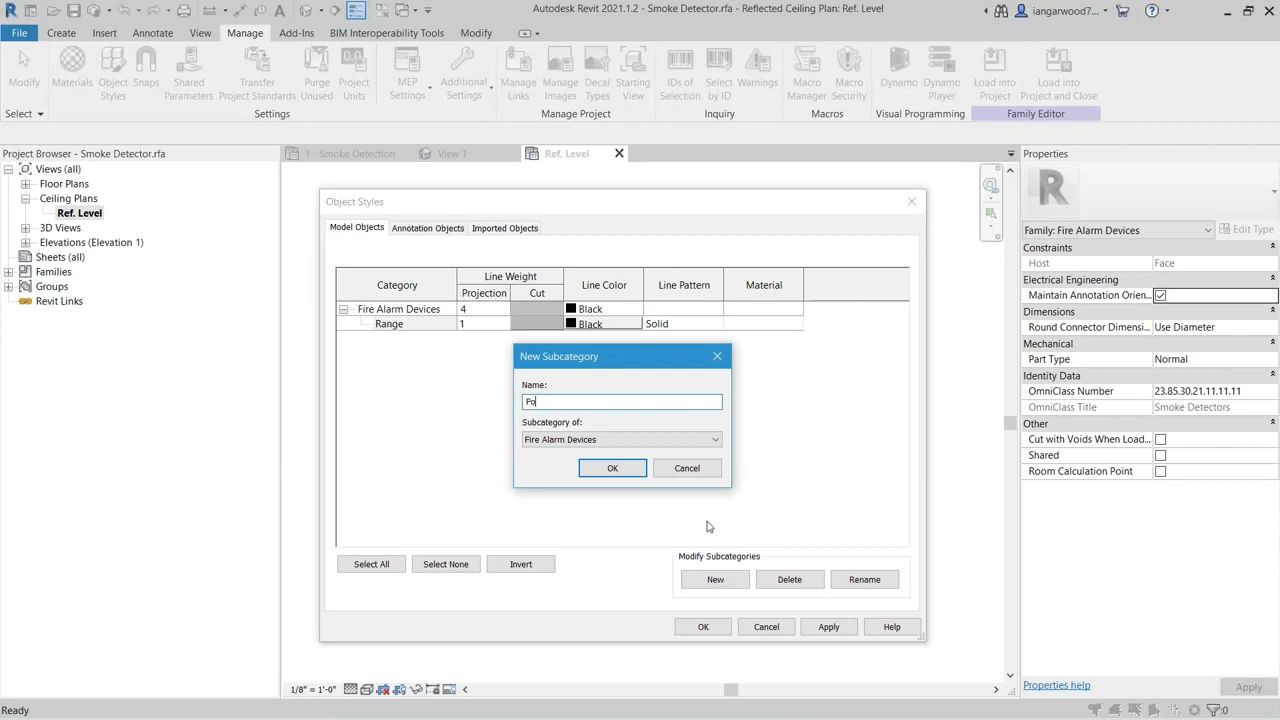 Autodesk Revit 2021.1.2 - Smoke Detector.rfa - Reflected Ceiling Plan: Ref. Level
iangarwood7...
File Create Insert Annotate View Manage Add-Ins BIM Interoperability Tools Modify
Modify
Materials
Object Styles
Snaps
Shared Parameters
Transfer Project Standards
Purge Unused
Project Units
MEP Settings
Additional Settings
Manage Links
Manage Images
Decal Types
Starting View
IDs of Selection
Select by ID
Warnings
Macro Manager
Macro Security
Dynamo
Dynamo Player
Load into Project
Load into Project and Close
Select Settings Manage Project Inquiry Macros Visual Programming Family Editor
Project Browser - Smoke Detector.rfa
Views (all)
Floor Plans
Ceiling Plans
Ref. Level
3D Views
Elevations (Elevation 1)
Sheets (all)
Families
Groups
Revit Links
1 - Smoke Detection View 1 Ref. Level
Object Styles
Model Objects Annotation Objects Imported Objects
Category Line Weight Line Color Line Pattern Material
Projection Cut
Fire Alarm Devices 4 Black
Range 1 Black Solid
New Subcategory
Name:
Po
Subcategory of:
Fire Alarm Devices
OK Cancel
Select All Select None Invert
Modify Subcategories
New Delete Rename
OK Cancel Apply Help
Properties
R
Family: Fire Alarm Devices Edit Type
Constraints
Host Face
Electrical Engineering
Maintain Annotation Orien...
Dimensions
Round Connector Dimensi... Use Diameter
Mechanical
Part Type Normal
Identity Data
OmniClass Number 23.85.30.21.11.11.11
OmniClass Title Smoke Detectors
Other
Cut with Voids When Load...
Shared
Room Calculation Point
Properties help Apply
1/8" = 1'-0"
Ready
:0